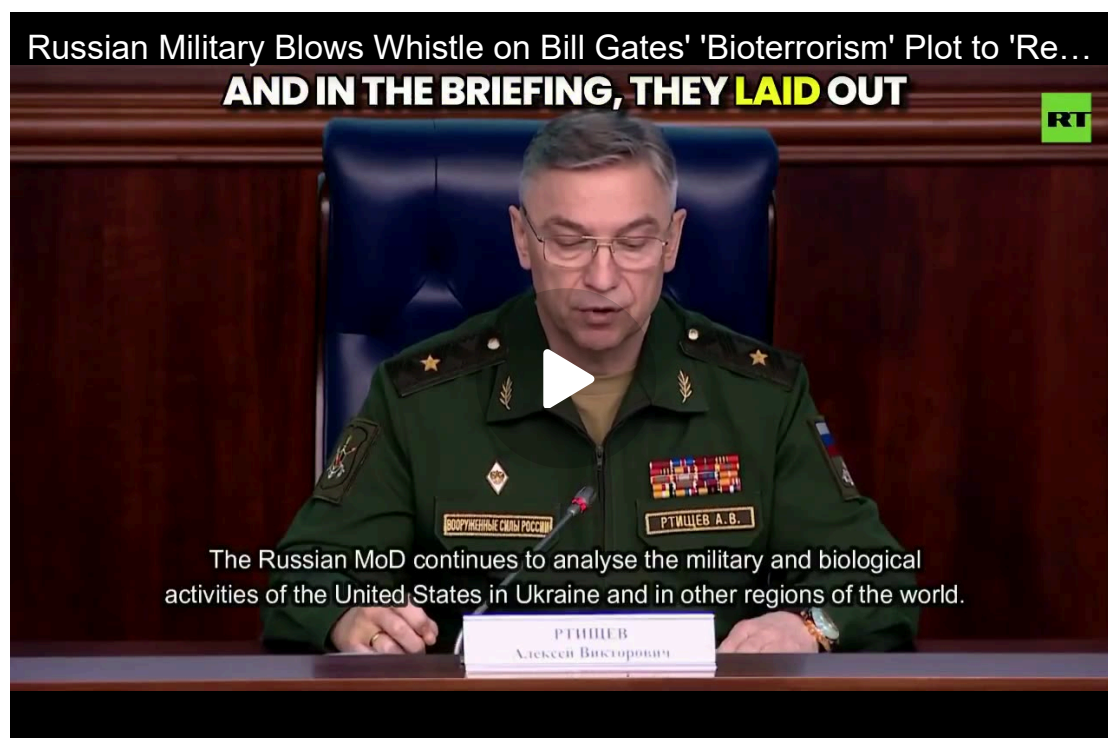 Russian Military Blows Whistle on Bill Gates' 'Bioterrorism' Plot to 'Re…
AND IN THE BRIEFING, THEY LAID OUT
RT
ВООРУЖЕННЫЕ СИЛЫ РОССИИ
РТИЩЕВ А.В.
The Russian MoD continues to analyse the military and biological
activities of the United States in Ukraine and in other regions of the world.
РТИЩЕВ
Алексей Викторович